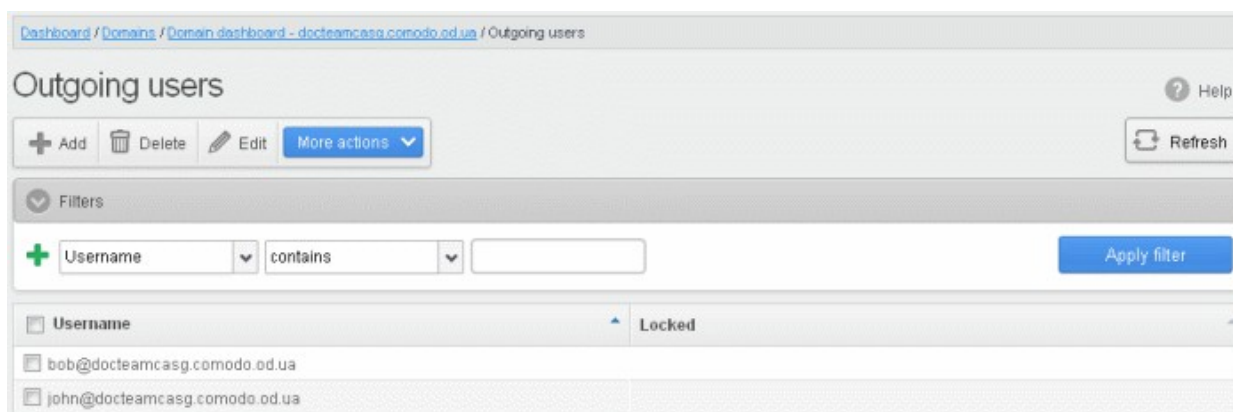 Dashboard / Domains / Domain dashboard - docteamcasg.comodo.od.ua / Outgoing users
Outgoing users
Help
Add Delete Edit More actions
Refresh
Filters
Username contains
Apply filter
Username Locked
bob@docteamcasg.comodo.od.ua
john@docteamcasg.comodo.od.ua